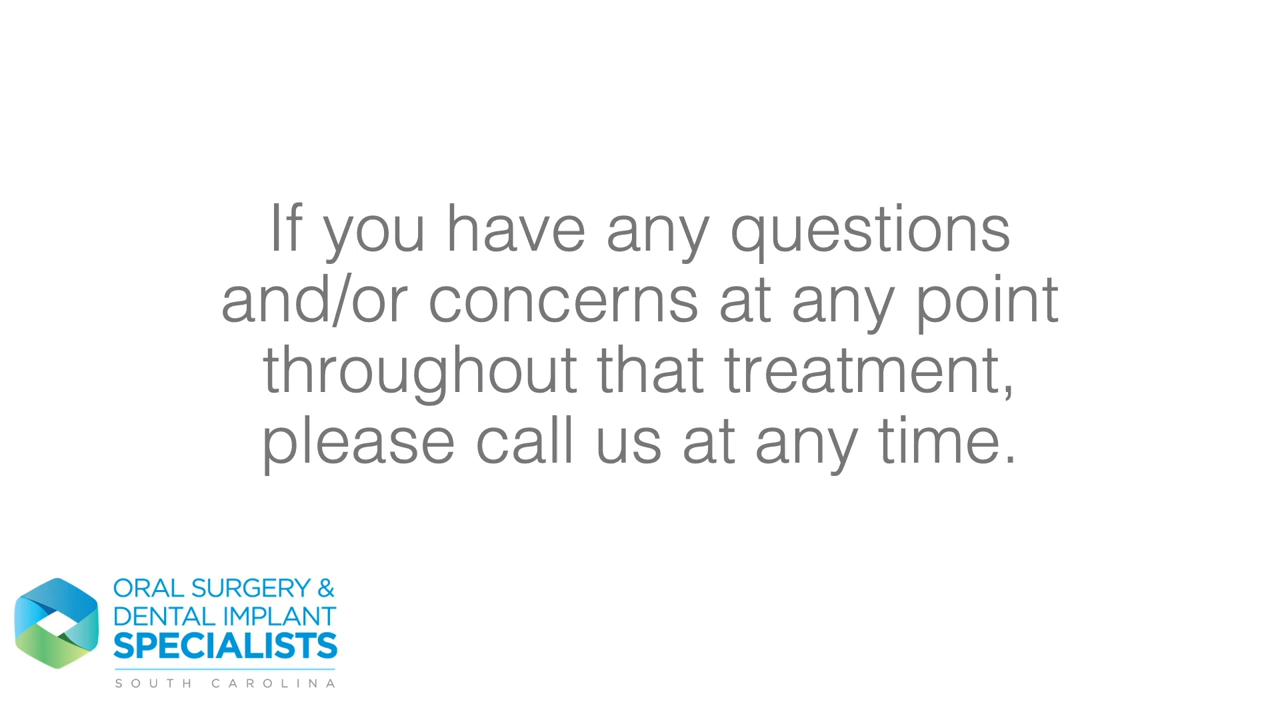 If you have any questions
and/or concerns at any point
throughout that treatment,
please call us at any time.
ORAL SURGERY &
DENTAL IMPLANT
SPECIALISTS
SOUTH CAROLINA